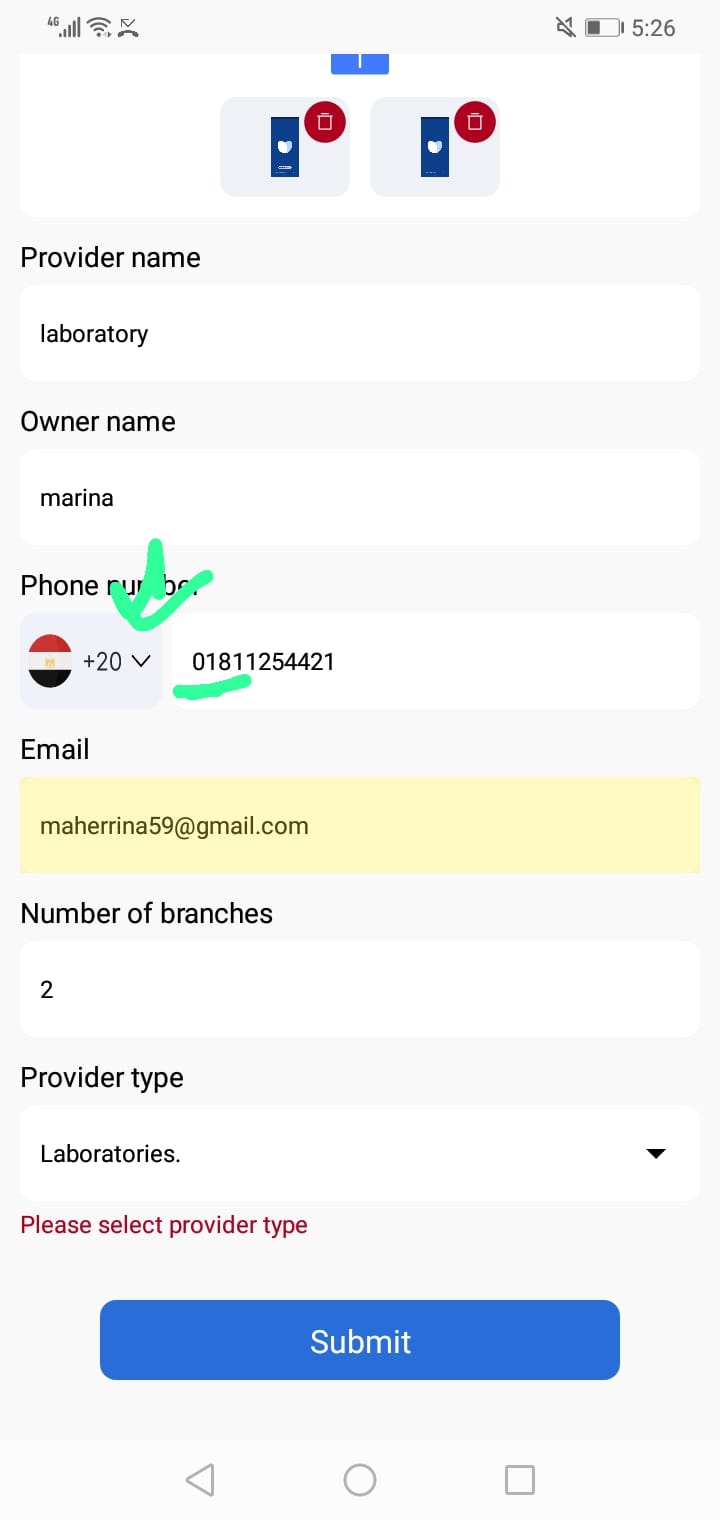 4G 5:26
Provider name
laboratory
Owner name
marina
Phone number
+20 01811254421
Email
maherrina59@gmail.com
Number of branches
2
Provider type
Laboratories.
Please select provider type
Submit